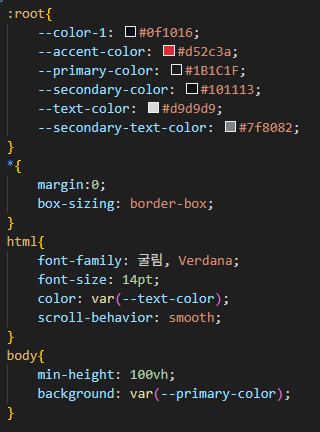 :root{
    --color-1: #0f1016;
    --accent-color: #d52c3a;
    --primary-color: #1B1C1F;
    --secondary-color: #101113;
    --text-color: #d9d9d9;
    --secondary-text-color: #7f8082;
}
*{
    margin:0;
    box-sizing: border-box;
}
html{
    font-family: 굴림, Verdana;
    font-size: 14pt;
    color: var(--text-color);
    scroll-behavior: smooth;
}
body{
    min-height: 100vh;
    background: var(--primary-color);
}